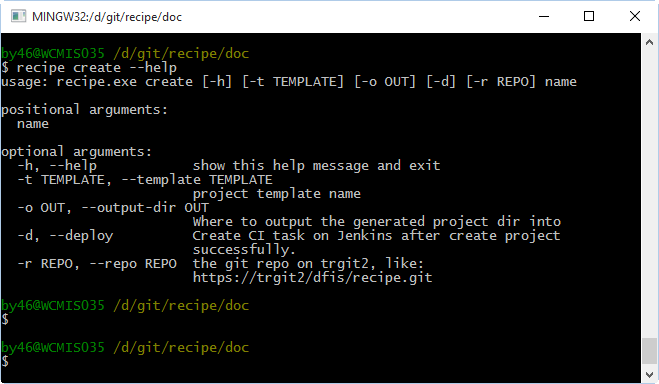 MINGW32:/d/git/recipe/doc
by46@WCMIS035 /d/git/recipe/doc
$ recipe create --help
usage: recipe.exe create [-h] [-t TEMPLATE] [-o OUT] [-d] [-r REPO] name
positional arguments:
  name
optional arguments:
  -h, --help            show this help message and exit
  -t TEMPLATE, --template TEMPLATE
                        project template name
  -o OUT, --output-dir OUT
                        Where to output the generated project dir into
  -d, --deploy          Create CI task on Jenkins after create project
                        successfully.
  -r REPO, --repo REPO  the git repo on trgit2, like:
                        https://trgit2/dfis/recipe.git
by46@WCMIS035 /d/git/recipe/doc
$
by46@WCMIS035 /d/git/recipe/doc
$